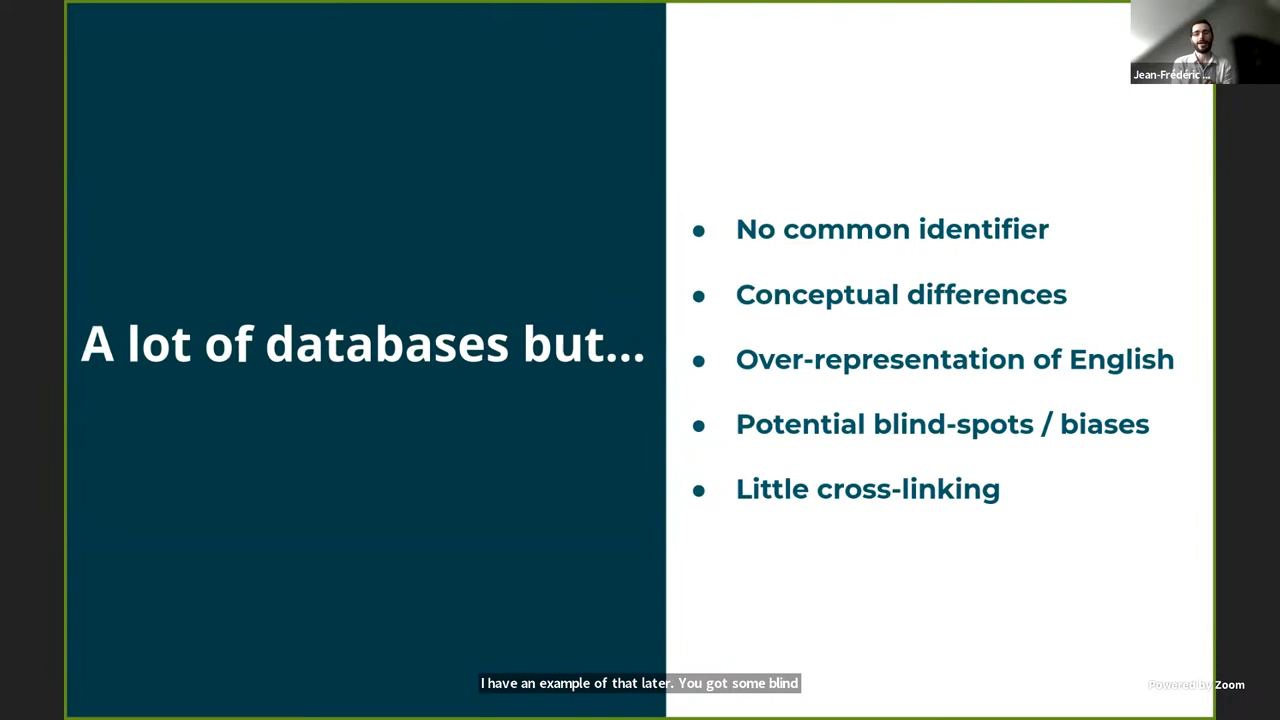 Jean-Frédéric ...
A lot of databases but...
● No common identifier
● Conceptual differences
● Over-representation of English
● Potential blind-spots / biases
● Little cross-linking
I have an example of that later. You got some blind
Powered by Zoom